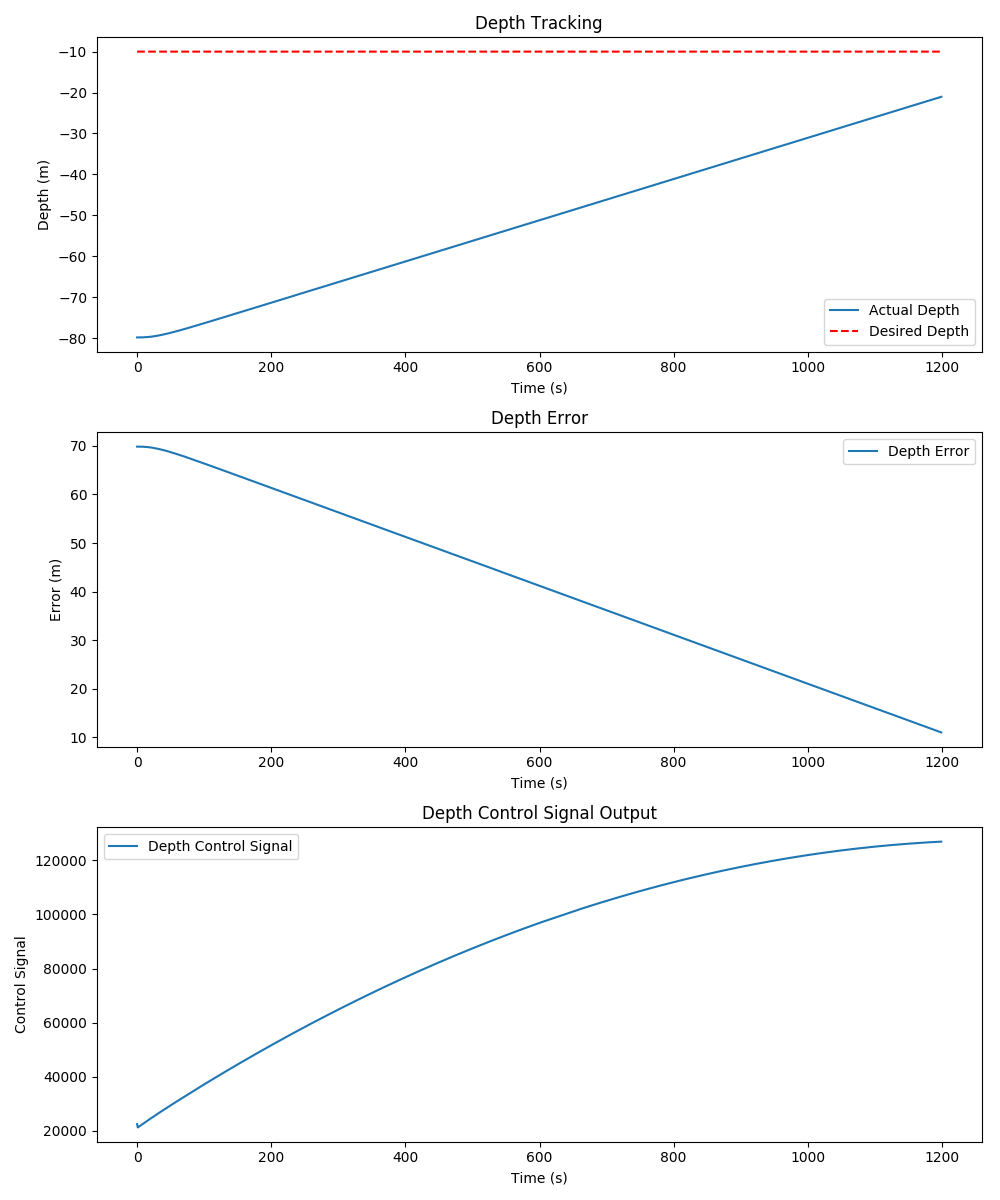 Depth Tracking
Depth (m)
−10
−20
−30
−40
−50
−60
−70
−80
Actual Depth
Desired Depth
0 200 400 600 800 1000 1200
Time (s)
Depth Error
Error (m)
70
60
50
40
30
20
10
Depth Error
0 200 400 600 800 1000 1200
Time (s)
Depth Control Signal Output
Control Signal
120000
100000
80000
60000
40000
20000
Depth Control Signal
0 200 400 600 800 1000 1200
Time (s)